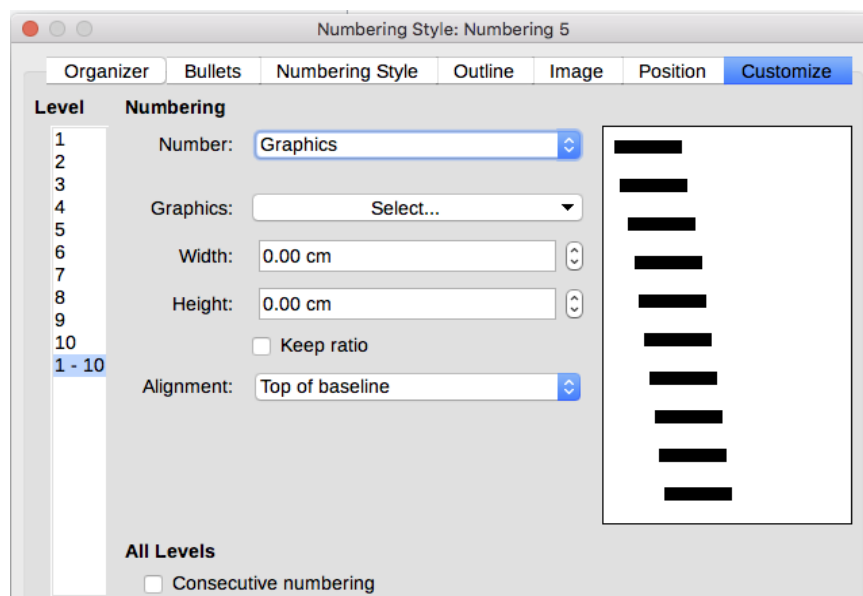 Numbering Style: Numbering 5
Organizer Bullets Numbering Style Outline Image Position Customize
Level Numbering
1
2
3
4
5
6
7
8
9
10
1 - 10
Number: Graphics
Graphics: Select...
Width: 0.00 cm
Height: 0.00 cm
Keep ratio
Alignment: Top of baseline
All Levels
Consecutive numbering